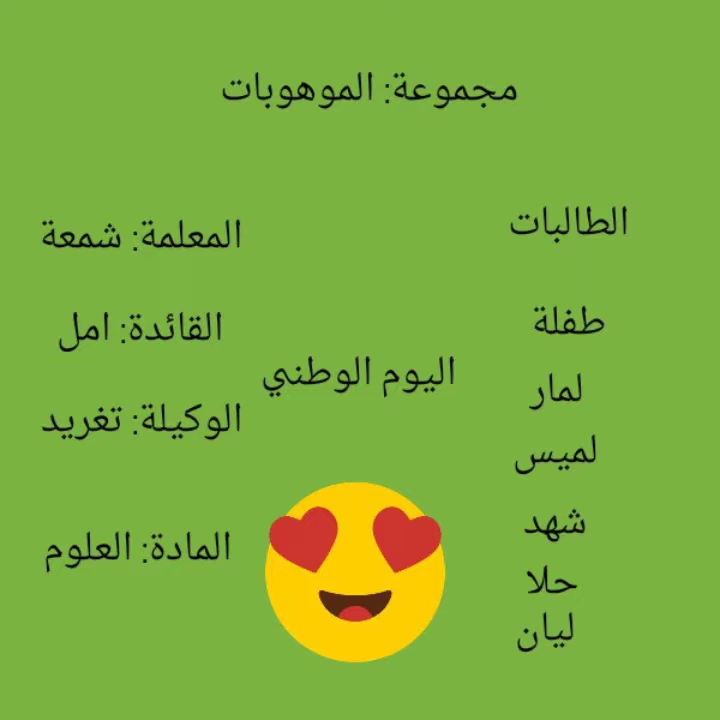 مجموعة: الموهوبات
الطالبات
طفلة
لمار
لميس
شهد
حلا
ليان
اليوم الوطني
المعلمة: شمعة
القائدة: امل
الوكيلة: تغريد
المادة: العلوم